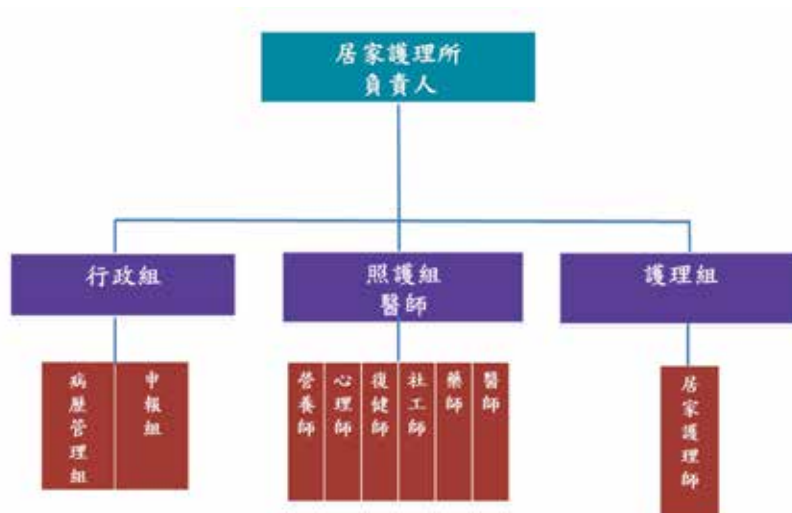 居家護理所
負責人
行政組
照護組
醫師
護理組
病歷管理組
申報組
營養師
心理師
復健師
社工師
藥師
醫師
居家護理師